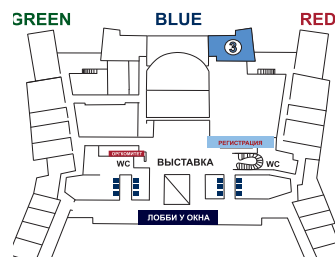 GREEN BLUE RED
3
РЕГИСТРАЦИЯ
ОРГКОМИТЕТ
WC ВЫСТАВКА WC
ЛОББИ У ОКНА